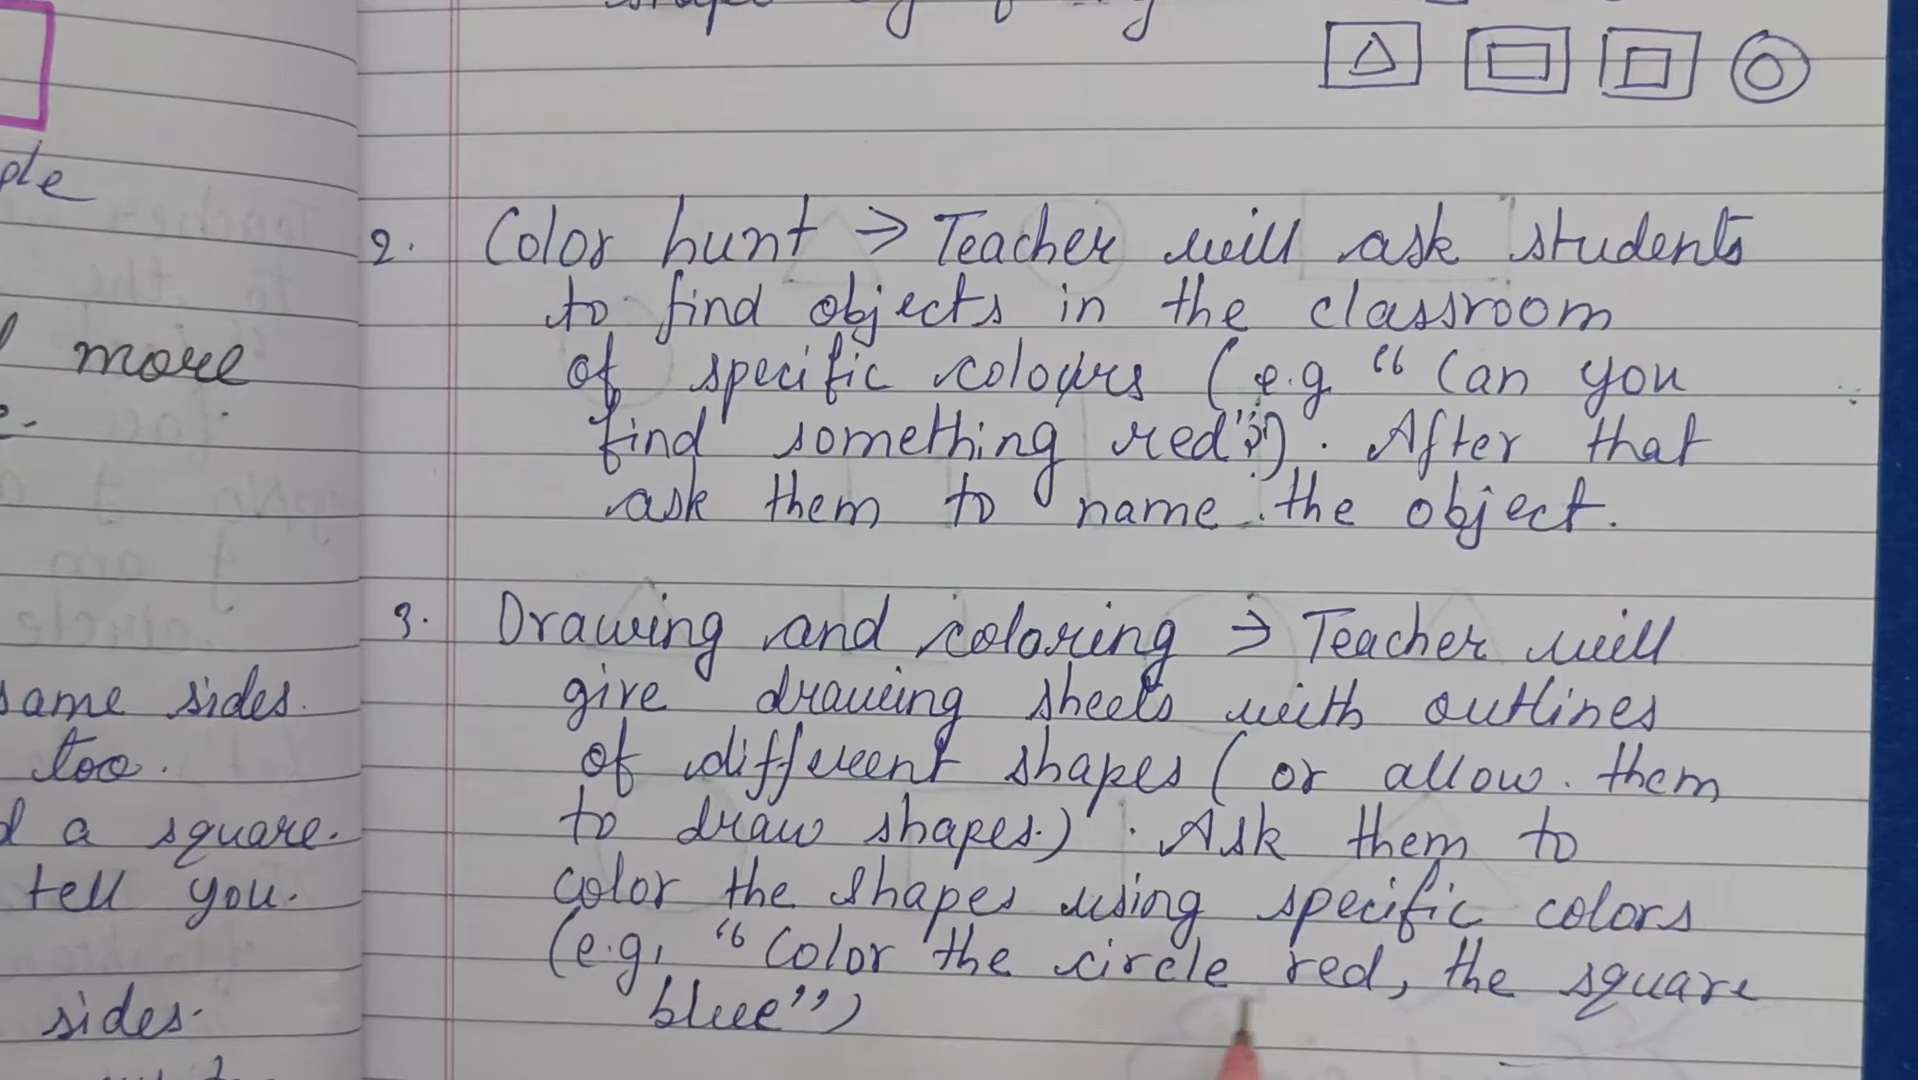 ple
more
same sides.
too.
a square.
tell you.
sides.
2. Color hunt → Teacher will ask students
to find objects in the classroom
of specific colours (e.g. "Can you
find something red"?). After that
ask them to name the object.
3. Drawing and coloring → Teacher will
give drawing sheets with outlines
of different shapes (or allow them
to draw shapes.). Ask them to
color the shapes using specific colors
(e.g. "Color the circle red, the square
blue")